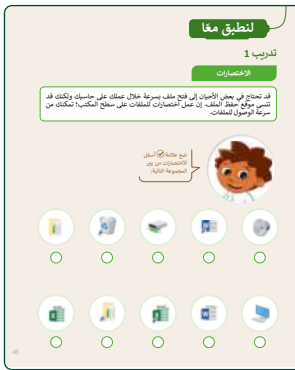 لنطبق معًا
تدريب 1
الاختصارات
قد تحتاج في بعض الأحيان إلى فتح ملف بسرعة خلال عملك على حاسبك ولكنك قد
تنسى موقع حفظ الملف. إن عمل اختصارات للملفات على سطح المكتب؛ تمكنك من
سرعة الوصول للملفات.
ضع علامة أسفل
الاختصارات من بين
المجموعة التالية: